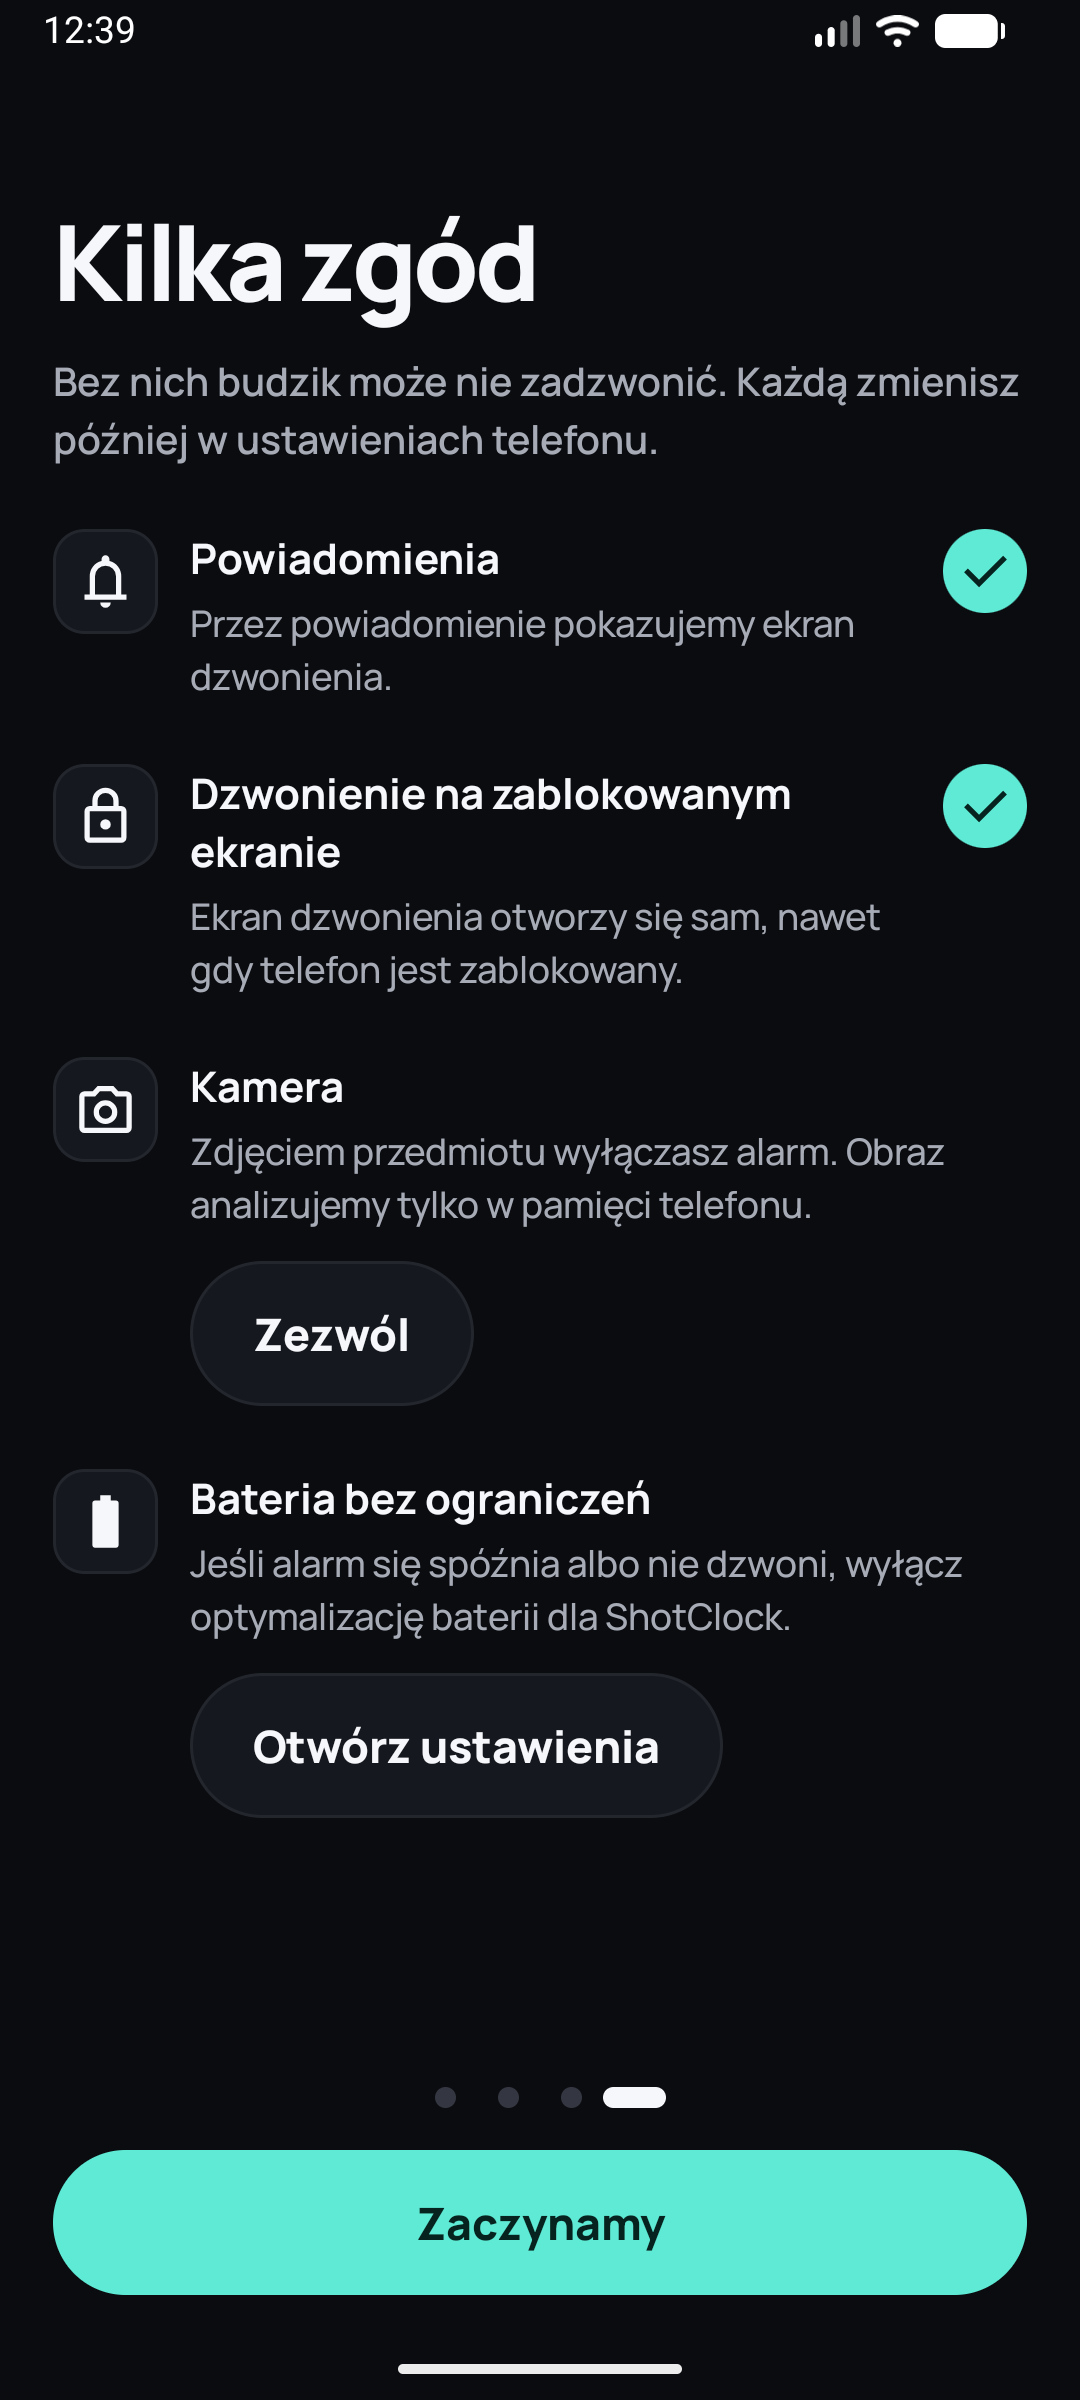 12:39
Kilka zgód
Bez nich budzik może nie zadzwonić. Każdą zmienisz
później w ustawieniach telefonu.
Powiadomienia
Przez powiadomienie pokazujemy ekran
dzwonienia.
Dzwonienie na zablokowanym
ekranie
Ekran dzwonienia otworzy się sam, nawet
gdy telefon jest zablokowany.
Kamera
Zdjęciem przedmiotu wyłączasz alarm. Obraz
analizujemy tylko w pamięci telefonu.
Zezwól
Bateria bez ograniczeń
Jeśli alarm się spóźnia albo nie dzwoni, wyłącz
optymalizację baterii dla ShotClock.
Otwórz ustawienia
Zaczynamy